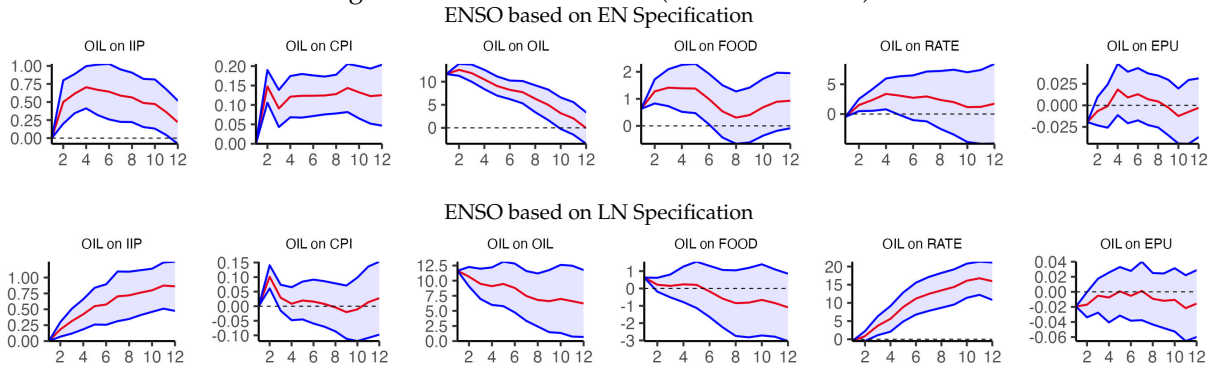 ENSO based on EN Specification
OIL on IIP
OIL on CPI
OIL on OIL
OIL on FOOD
OIL on RATE
OIL on EPU
1.00
0.75
0.50
0.25
0.00
2 4 6 8 10 12
0.20
0.15
0.10
0.05
0.00
2 4 6 8 10 12
10
5
0
2 4 6 8 10 12
2
1
0
2 4 6 8 10 12
5
0
2 4 6 8 10 12
0.025
0.000
-0.025
2 4 6 8 10 12
ENSO based on LN Specification
OIL on IIP
OIL on CPI
OIL on OIL
OIL on FOOD
OIL on RATE
OIL on EPU
1.00
0.75
0.50
0.25
0.00
2 4 6 8 10 12
0.15
0.10
0.05
0.00
-0.05
-0.10
2 4 6 8 10 12
12.5
10.0
7.5
5.0
2.5
0.0
2 4 6 8 10 12
1
0
-1
-2
-3
2 4 6 8 10 12
20
15
10
5
0
2 4 6 8 10 12
0.04
0.02
0.00
-0.02
-0.04
-0.06
2 4 6 8 10 12